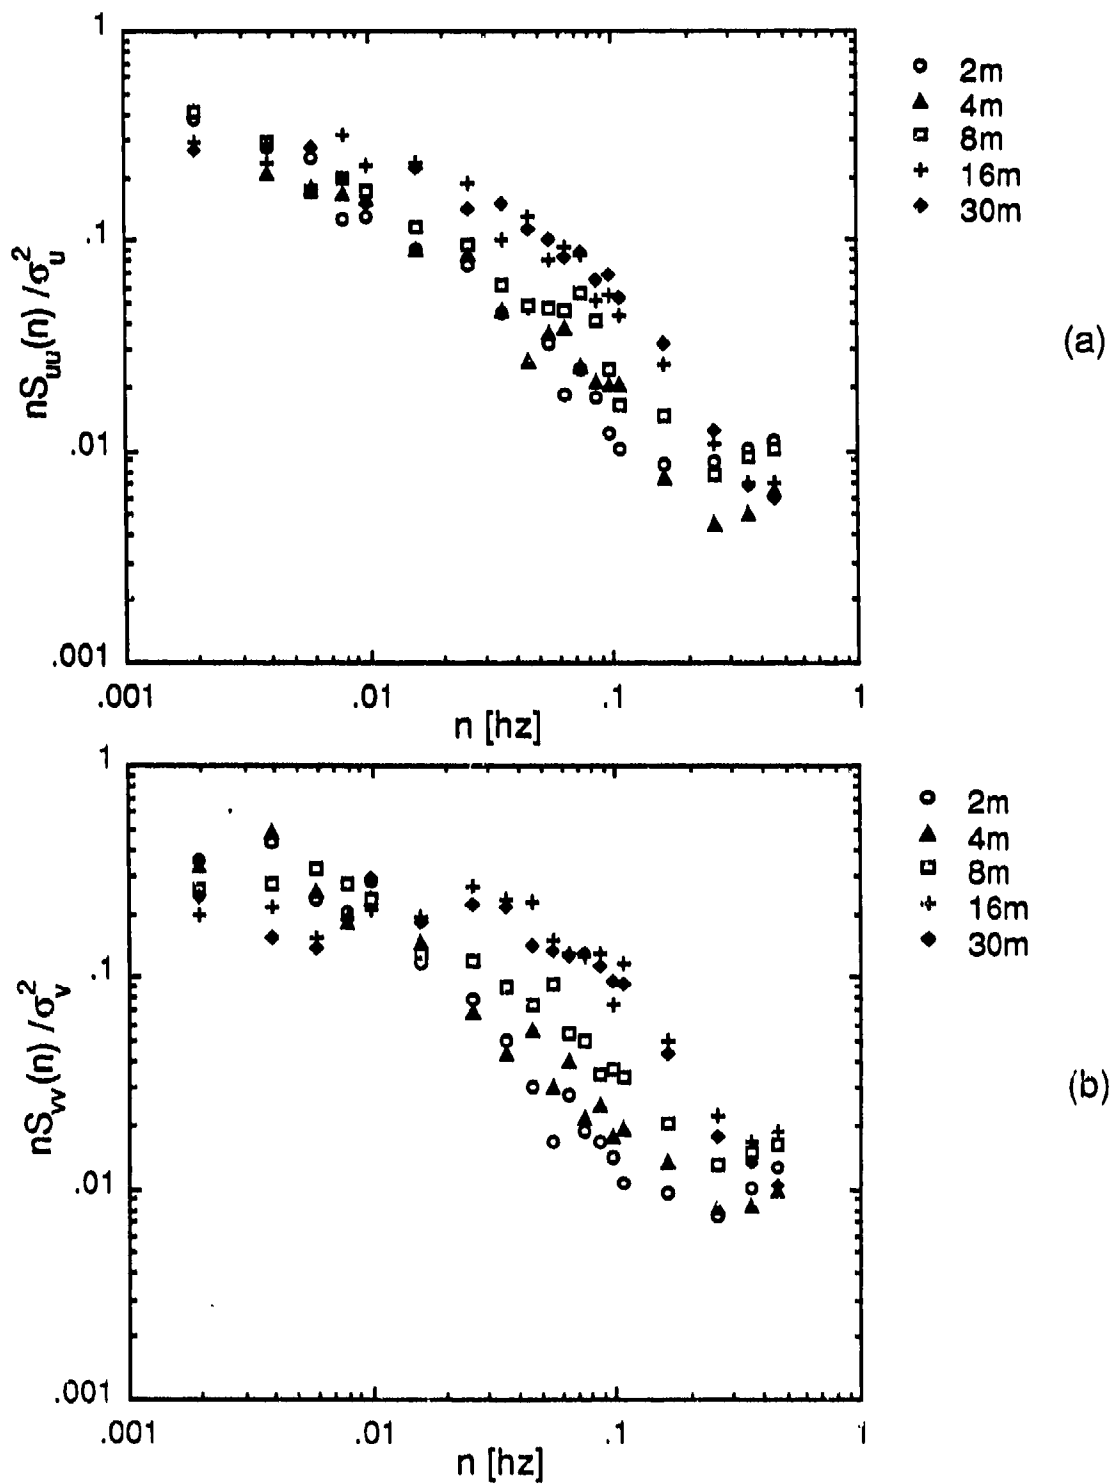 1
.1
.01
.001
nS_uu(n) /σ_u^2
.001
.01
.1
1
n [hz]
2m
4m
8m
16m
30m
(a)
1
.1
.01
.001
nS_vv(n) /σ_v^2
.001
.01
.1
1
n [hz]
2m
4m
8m
16m
30m
(b)